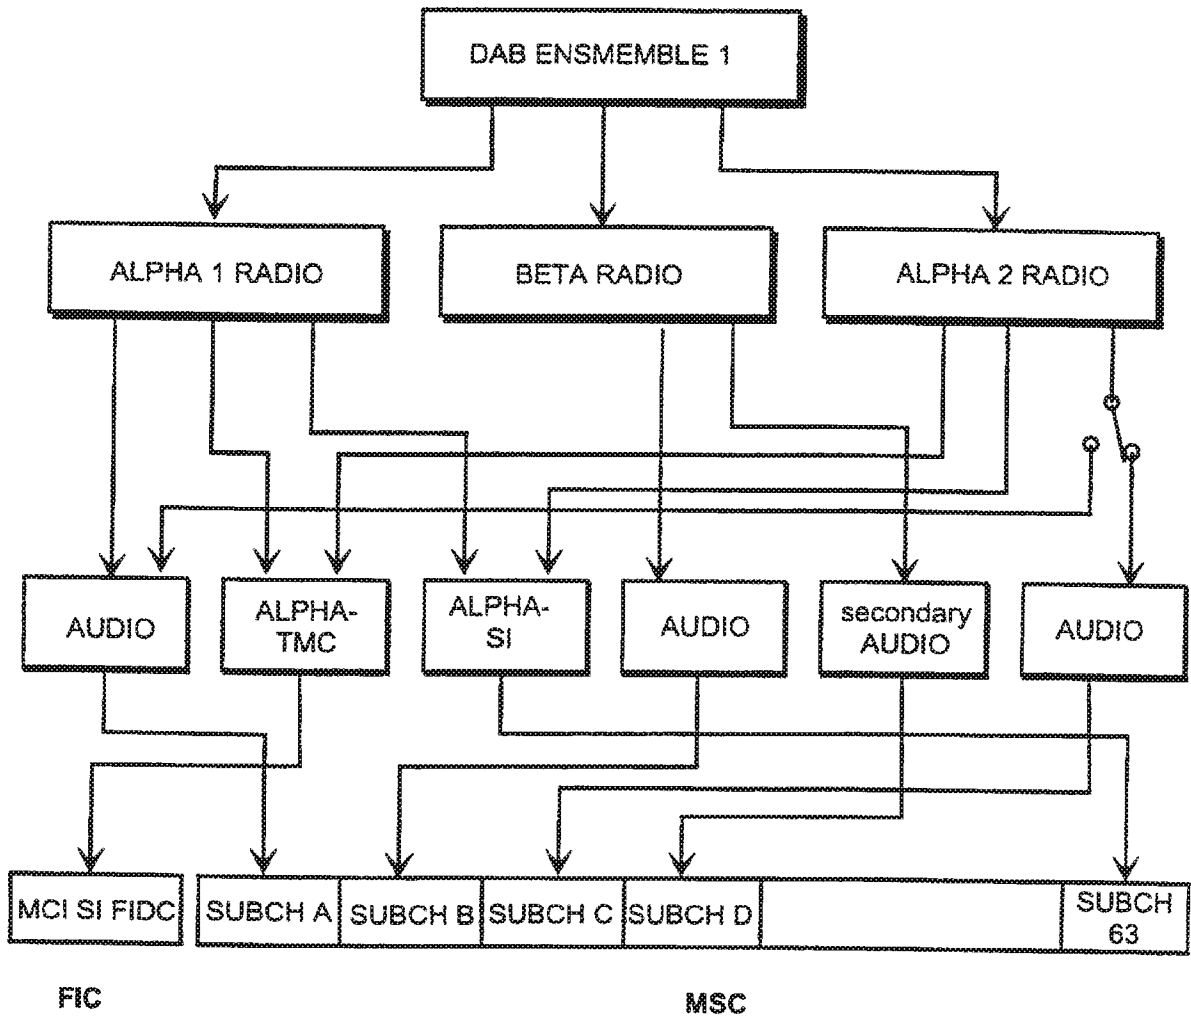 DAB ENSMEMBLE 1
ALPHA 1 RADIO
BETA RADIO
ALPHA 2 RADIO
AUDIO
ALPHA-
TMC
ALPHA-
SI
AUDIO
secondary
AUDIO
AUDIO
MCI SI FIDC
SUBCH A
SUBCH B
SUBCH C
SUBCH D
SUBCH
63
FIC
MSC